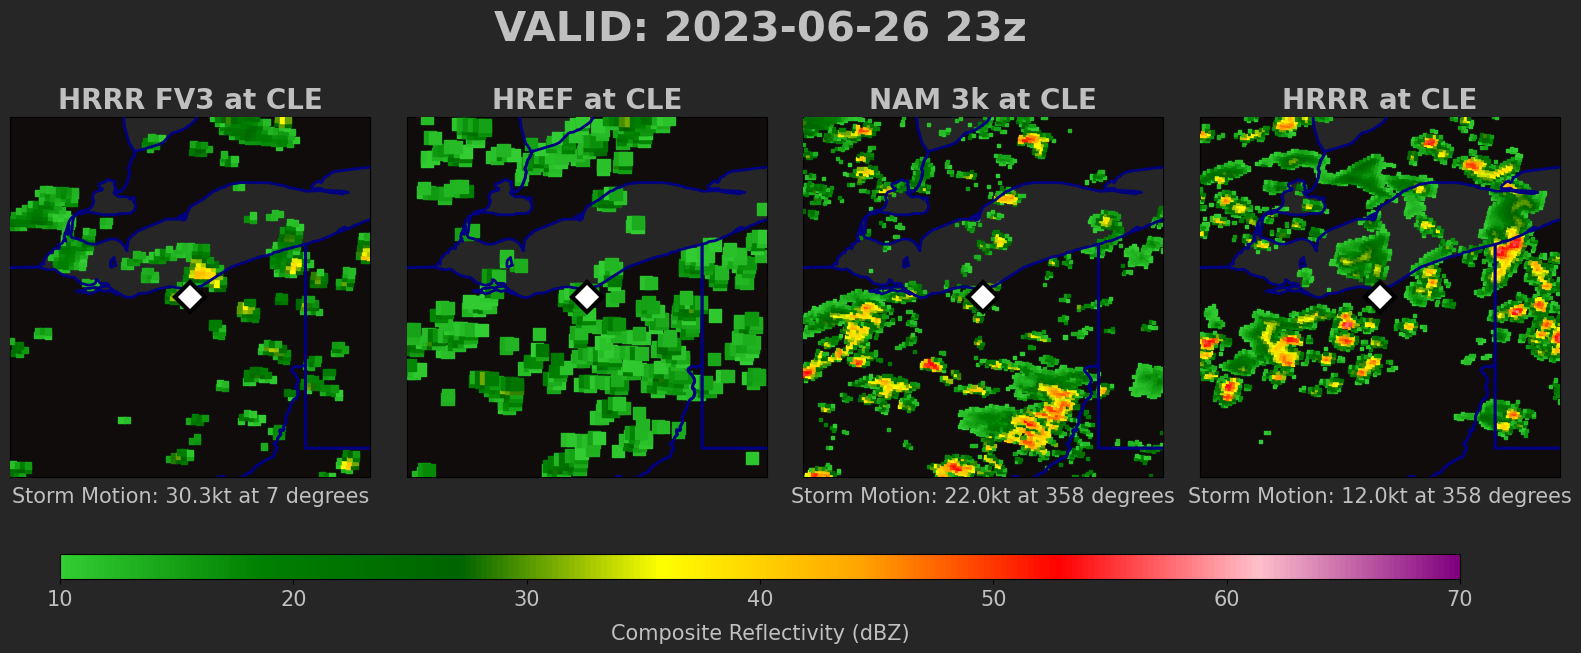 VALID: 2023-06-26 23z
HRRR FV3 at CLE
HREF at CLE
NAM 3k at CLE
HRRR at CLE
Storm Motion: 30.3kt at 7 degrees
Storm Motion: 22.0kt at 358 degrees
Storm Motion: 12.0kt at 358 degrees
10 20 30 40 50 60 70
Composite Reflectivity (dBZ)